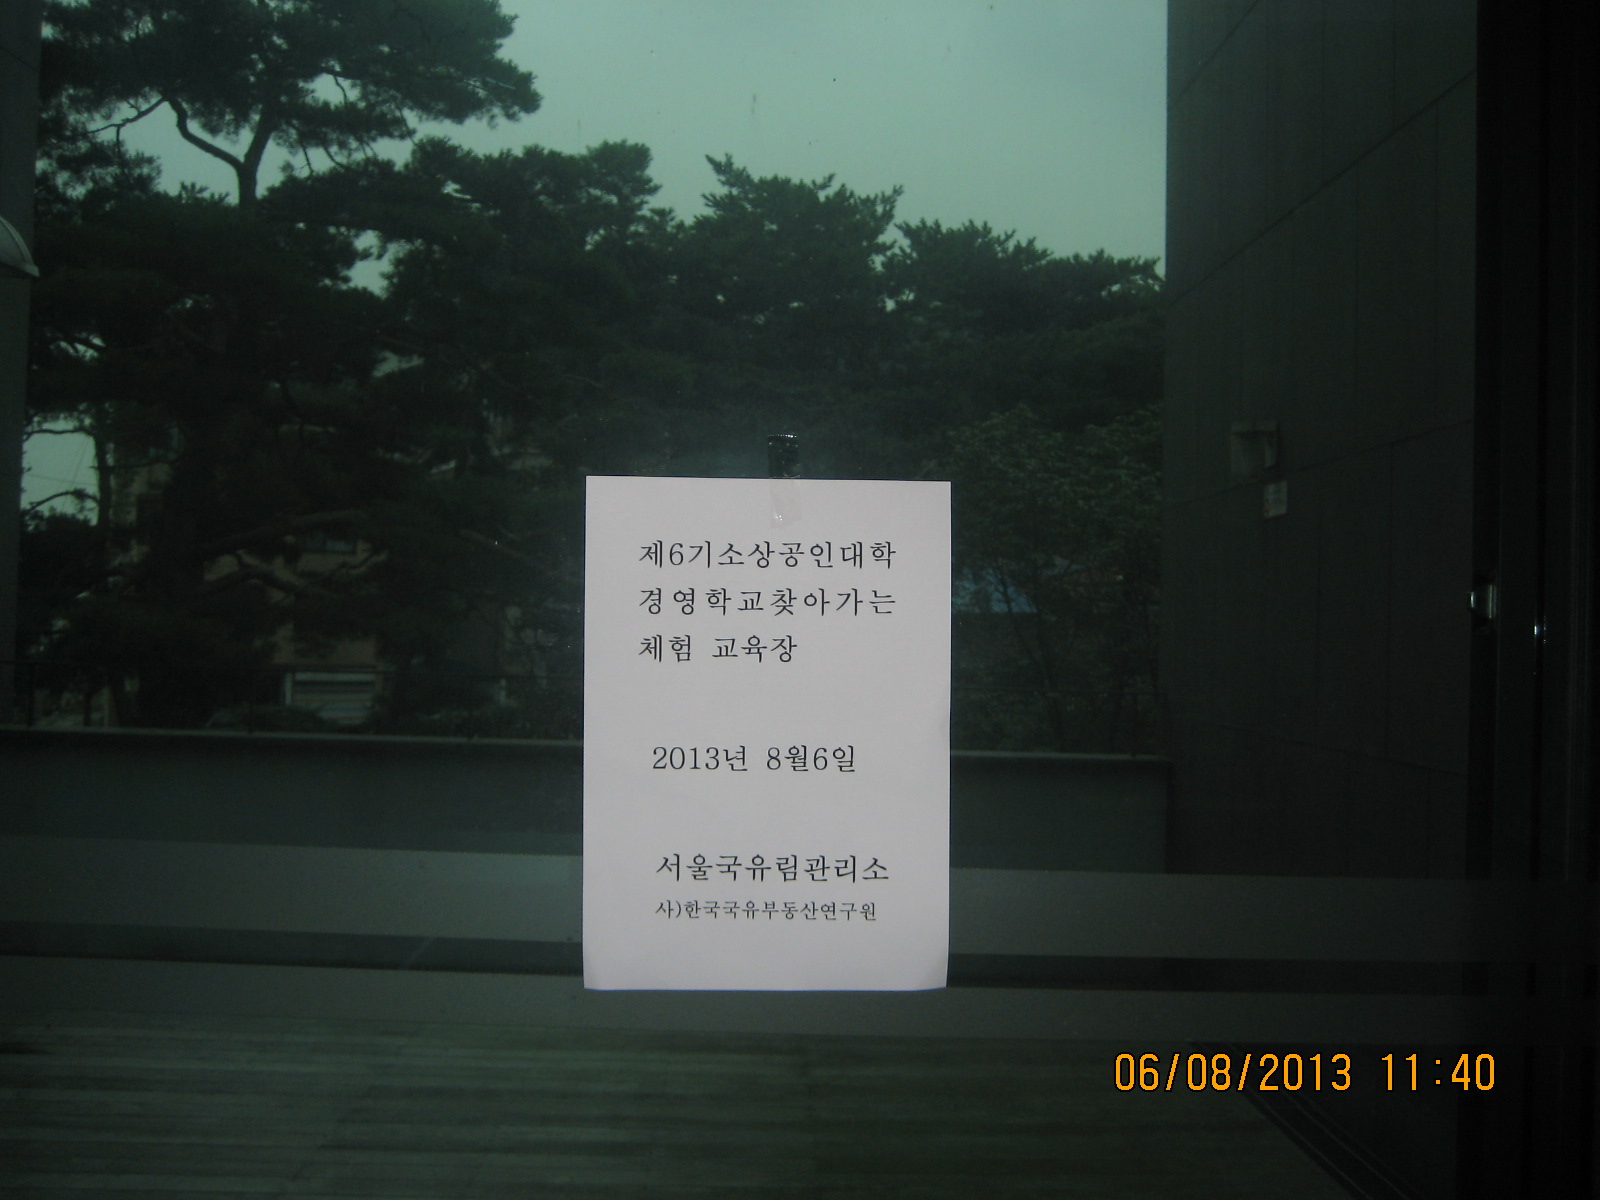 제6기소상공인대학
경영학교찾아가는
체험 교육장
2013년 8월6일
서울국유림관리소
사)한국국유부동산연구원
06/08/2013 11:40